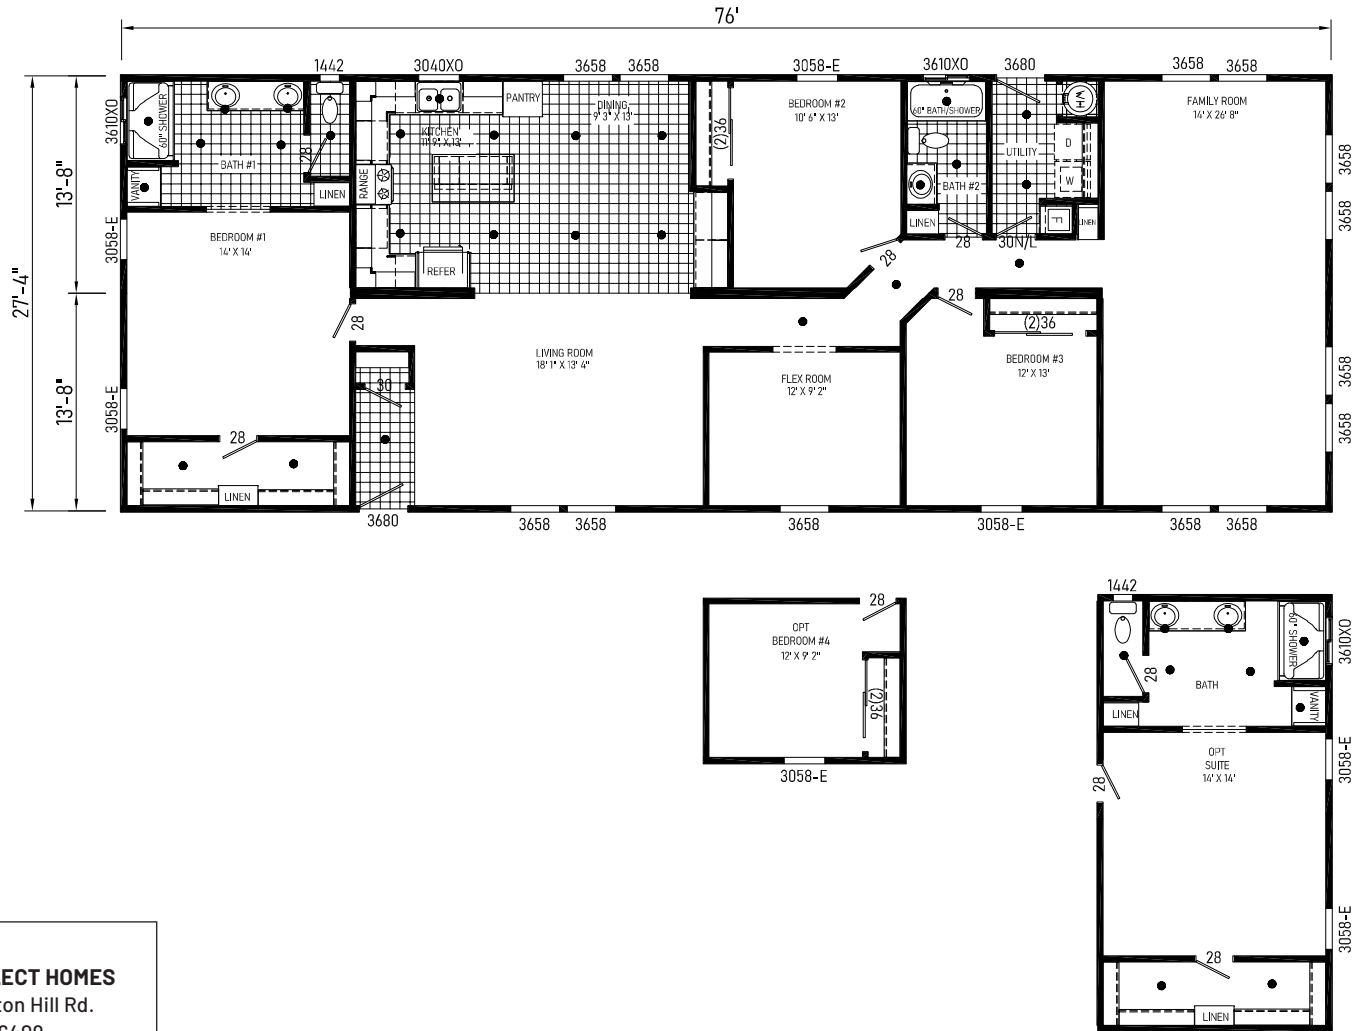 76'
1442
3040XO
3658
3658
3058-E
3610XO
3680
3658
3658
3610XO
60" SHOWER
VANITY
BATH #1
28
LINEN
PANTRY
DINING
9' 3" X 13'
KITCHEN
11' 9" X 13'
RANGE
REFER
(2)36
BEDROOM #2
10' 6" X 13'
60" BATH/SHOWER
BATH #2
LINEN
28
UTILITY
WH
D
W
F
LINEN
30N/L
FAMILY ROOM
14' X 26' 8"
3658
3658
13'-8"
27'-4"
13'-8"
3058-E
3058-E
BEDROOM #1
14' X 14'
28
28
LINEN
30
3680
LIVING ROOM
18' 1" X 13' 4"
28
28
FLEX ROOM
12' X 9' 2"
(2)36
BEDROOM #3
12' X 13'
3658
3658
3658
3658
3658
3058-E
3658
3658
28
OPT
BEDROOM #4
12' X 9' 2"
(2)36
3058-E
1442
60" SHOWER
3610XO
28
BATH
LINEN
VANITY
OPT
SUITE
14' X 14'
28
3058-E
3058-E
28
LINEN
LECT HOMES
ton Hill Rd.